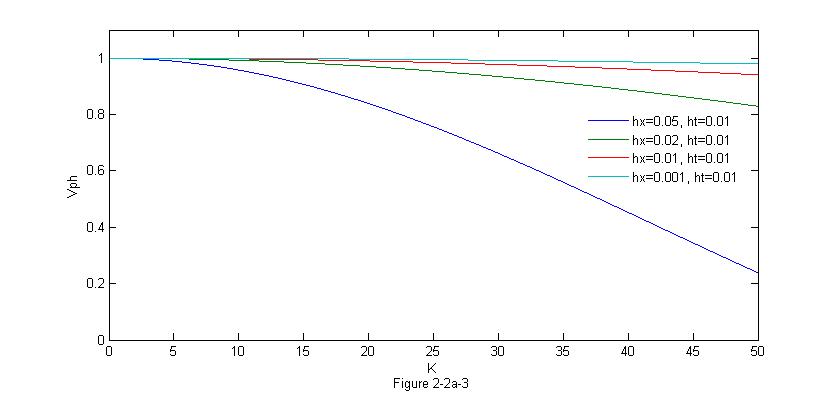 1
0.8
0.6
0.4
0.2
0
Vph
hx=0.05, ht=0.01
hx=0.02, ht=0.01
hx=0.01, ht=0.01
hx=0.001, ht=0.01
0 5 10 15 20 25 30 35 40 45 50
K
Figure 2-2a-3